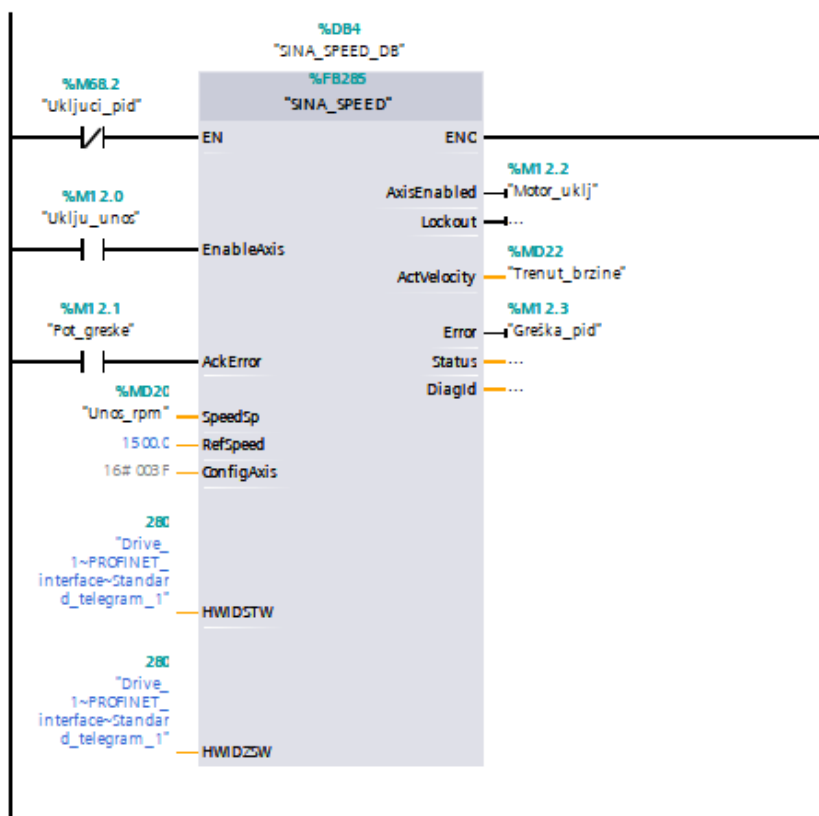 %DB4
"SINA_SPEED_DB"
%FB285
"SINA_SPEED"
%M68.2
"Ukljuci_pid"
EN
ENO
%M12.2
AxisEnabled
"Motor_uklj"
%M12.0
"Uklju_unos"
Lockout
...
EnableAxis
%MD22
ActVelocity
"Trenut_brzine"
%M12.1
"Pot_greske"
%M12.3
Error
"Greška_pid"
AckError
Status
...
%MD20
"Unos_rpm"
SpeedSp
DiagId
...
1500.0
RefSpeed
16#003F
ConfigAxis
280
"Drive_
1~PROFINET_
interface~Standar
d_telegram_1"
HWIDSTW
280
"Drive_
1~PROFINET_
interface~Standar
d_telegram_1"
HWIDZSW